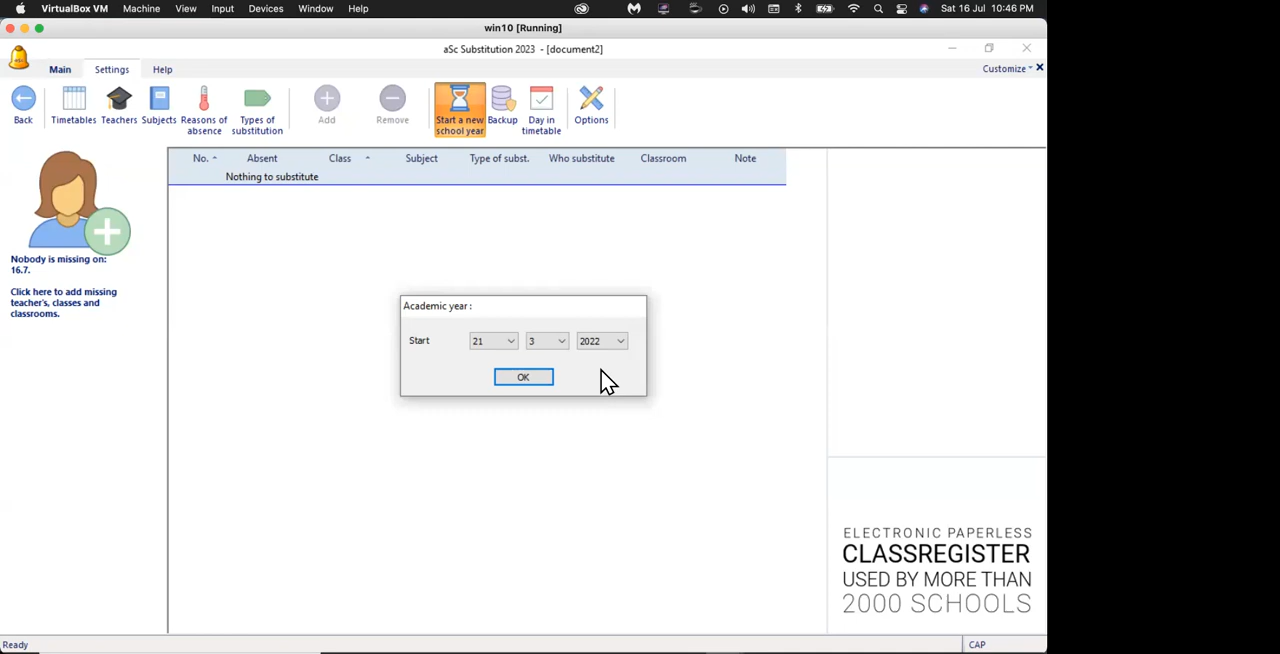 VirtualBox VM Machine View Input Devices Window Help Sat 16 Jul 10:46 PM
win10 [Running]
aSc Substitution 2023 - [document2]
Main Settings Help Customize
Back Timetables Teachers Subjects Reasons of absence Types of substitution Add Remove Start a new school year Backup Day in timetable Options
No. Absent Class Subject Type of subst. Who substitute Classroom Note
Nothing to substitute
Nobody is missing on:
16.7.
Click here to add missing
teacher's, classes and
classrooms.
Academic year :
Start 21 3 2022
OK
ELECTRONIC PAPERLESS
CLASSREGISTER
USED BY MORE THAN
2000 SCHOOLS
Ready CAP